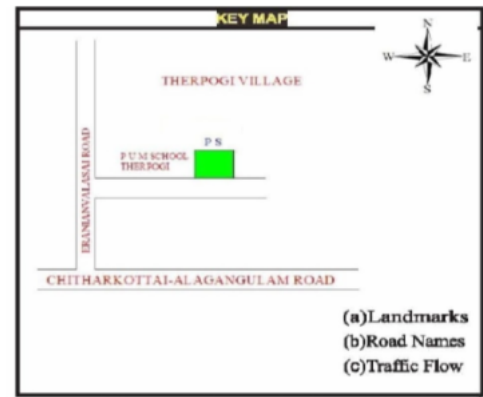 KEY MAP
N
W E
S
THERPOGI VILLAGE
P S
P U M SCHOOL
THERPOGI
ERANIANVALASAI ROAD
CHITHARKOTTAI-ALAGANGULAM ROAD
(a)Landmarks
(b)Road Names
(c)Traffic Flow